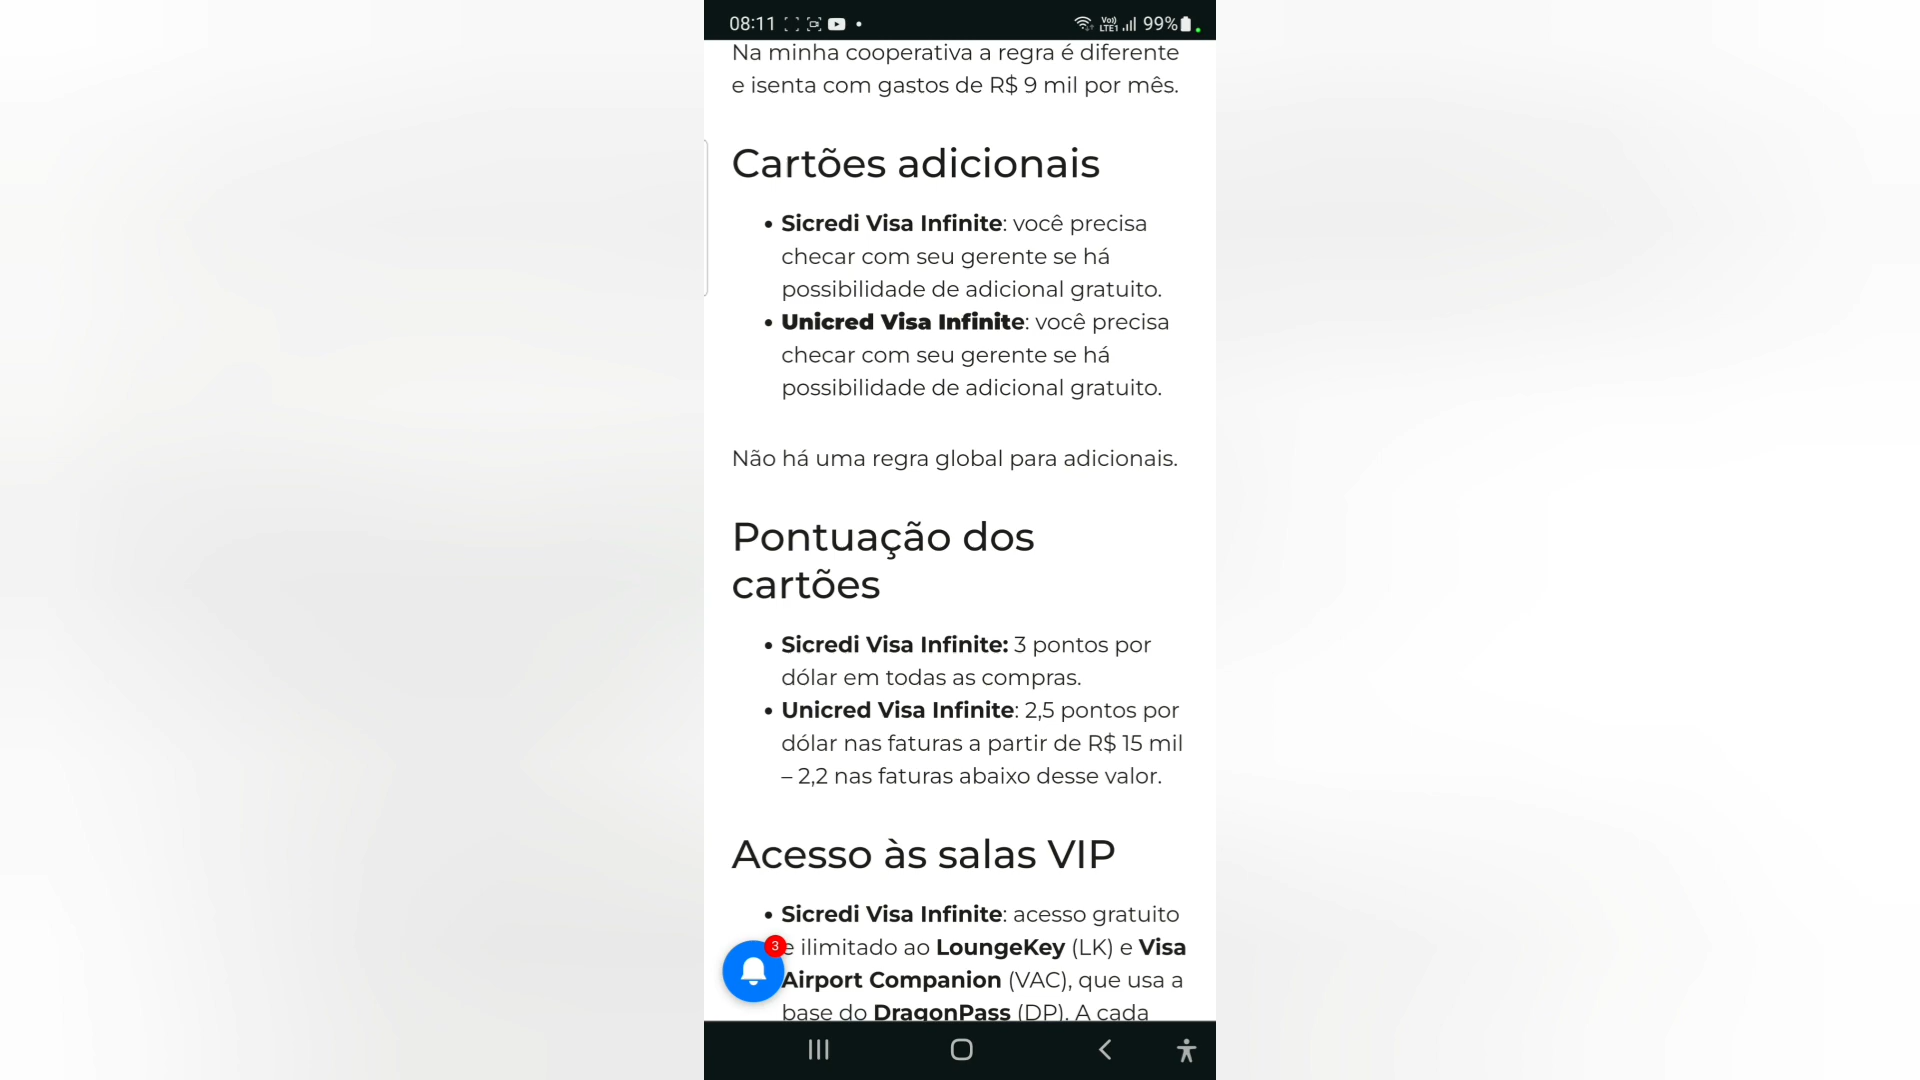 08:11
Vo))
LTE1
99%
Na minha cooperativa a regra é diferente
e isenta com gastos de R$ 9 mil por mês.
Cartões adicionais
• Sicredi Visa Infinite: você precisa
checar com seu gerente se há
possibilidade de adicional gratuito.
• Unicred Visa Infinite: você precisa
checar com seu gerente se há
possibilidade de adicional gratuito.
Não há uma regra global para adicionais.
Pontuação dos
cartões
• Sicredi Visa Infinite: 3 pontos por
dólar em todas as compras.
• Unicred Visa Infinite: 2,5 pontos por
dólar nas faturas a partir de R$ 15 mil
– 2,2 nas faturas abaixo desse valor.
Acesso às salas VIP
• Sicredi Visa Infinite: acesso gratuito
e ilimitado ao LoungeKey (LK) e Visa
Airport Companion (VAC), que usa a
base do DragonPass (DP). A cada
3